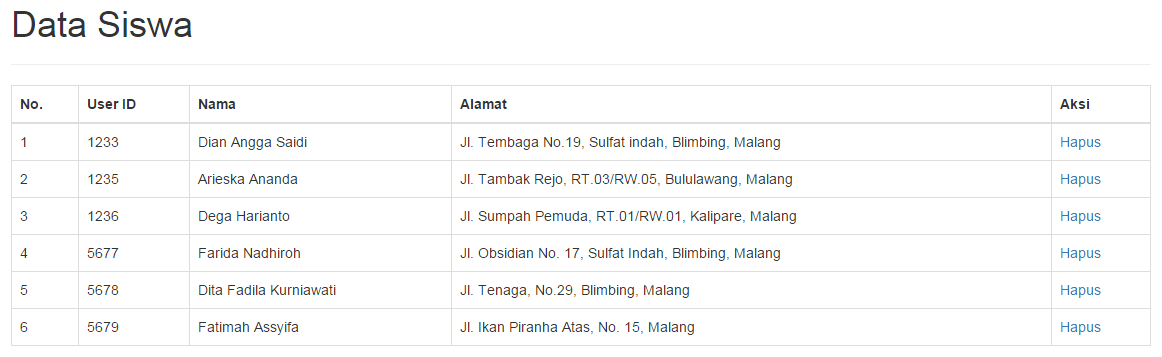 Data Siswa
No. User ID Nama Alamat Aksi
1 1233 Dian Angga Saidi Jl. Tembaga No.19, Sulfat indah, Blimbing, Malang Hapus
2 1235 Arieska Ananda Jl. Tambak Rejo, RT.03/RW.05, Bululawang, Malang Hapus
3 1236 Dega Harianto Jl. Sumpah Pemuda, RT.01/RW.01, Kalipare, Malang Hapus
4 5677 Farida Nadhiroh Jl. Obsidian No. 17, Sulfat Indah, Blimbing, Malang Hapus
5 5678 Dita Fadila Kurniawati Jl. Tenaga, No.29, Blimbing, Malang Hapus
6 5679 Fatimah Assyifa Jl. Ikan Piranha Atas, No. 15, Malang Hapus